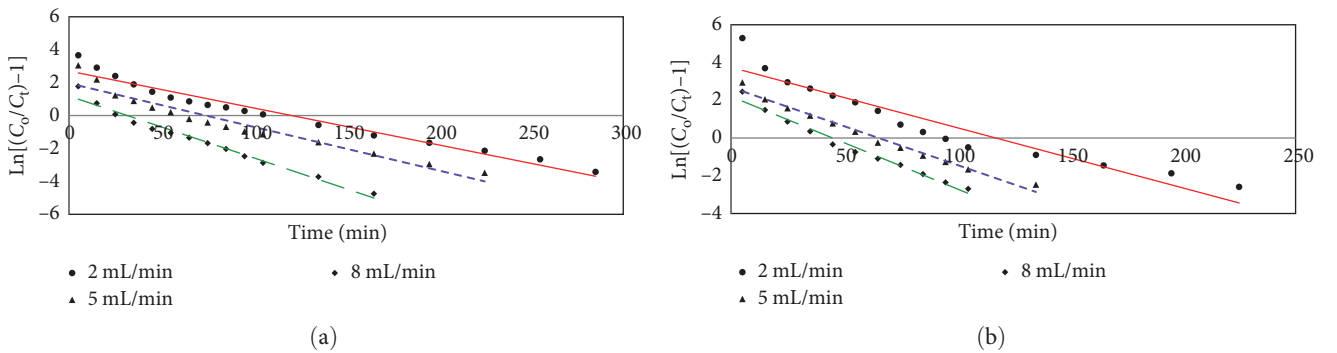 6
4
2
0
−2
−4
−6
Ln[(Co/Ct)−1]
0 50 100 150 200 250 300
Time (min)
2 mL/min
5 mL/min
8 mL/min
(a)
6
4
2
0
−2
−4
Ln[(Co/Ct)−1]
0 50 100 150 200 250
Time (min)
2 mL/min
5 mL/min
8 mL/min
(b)